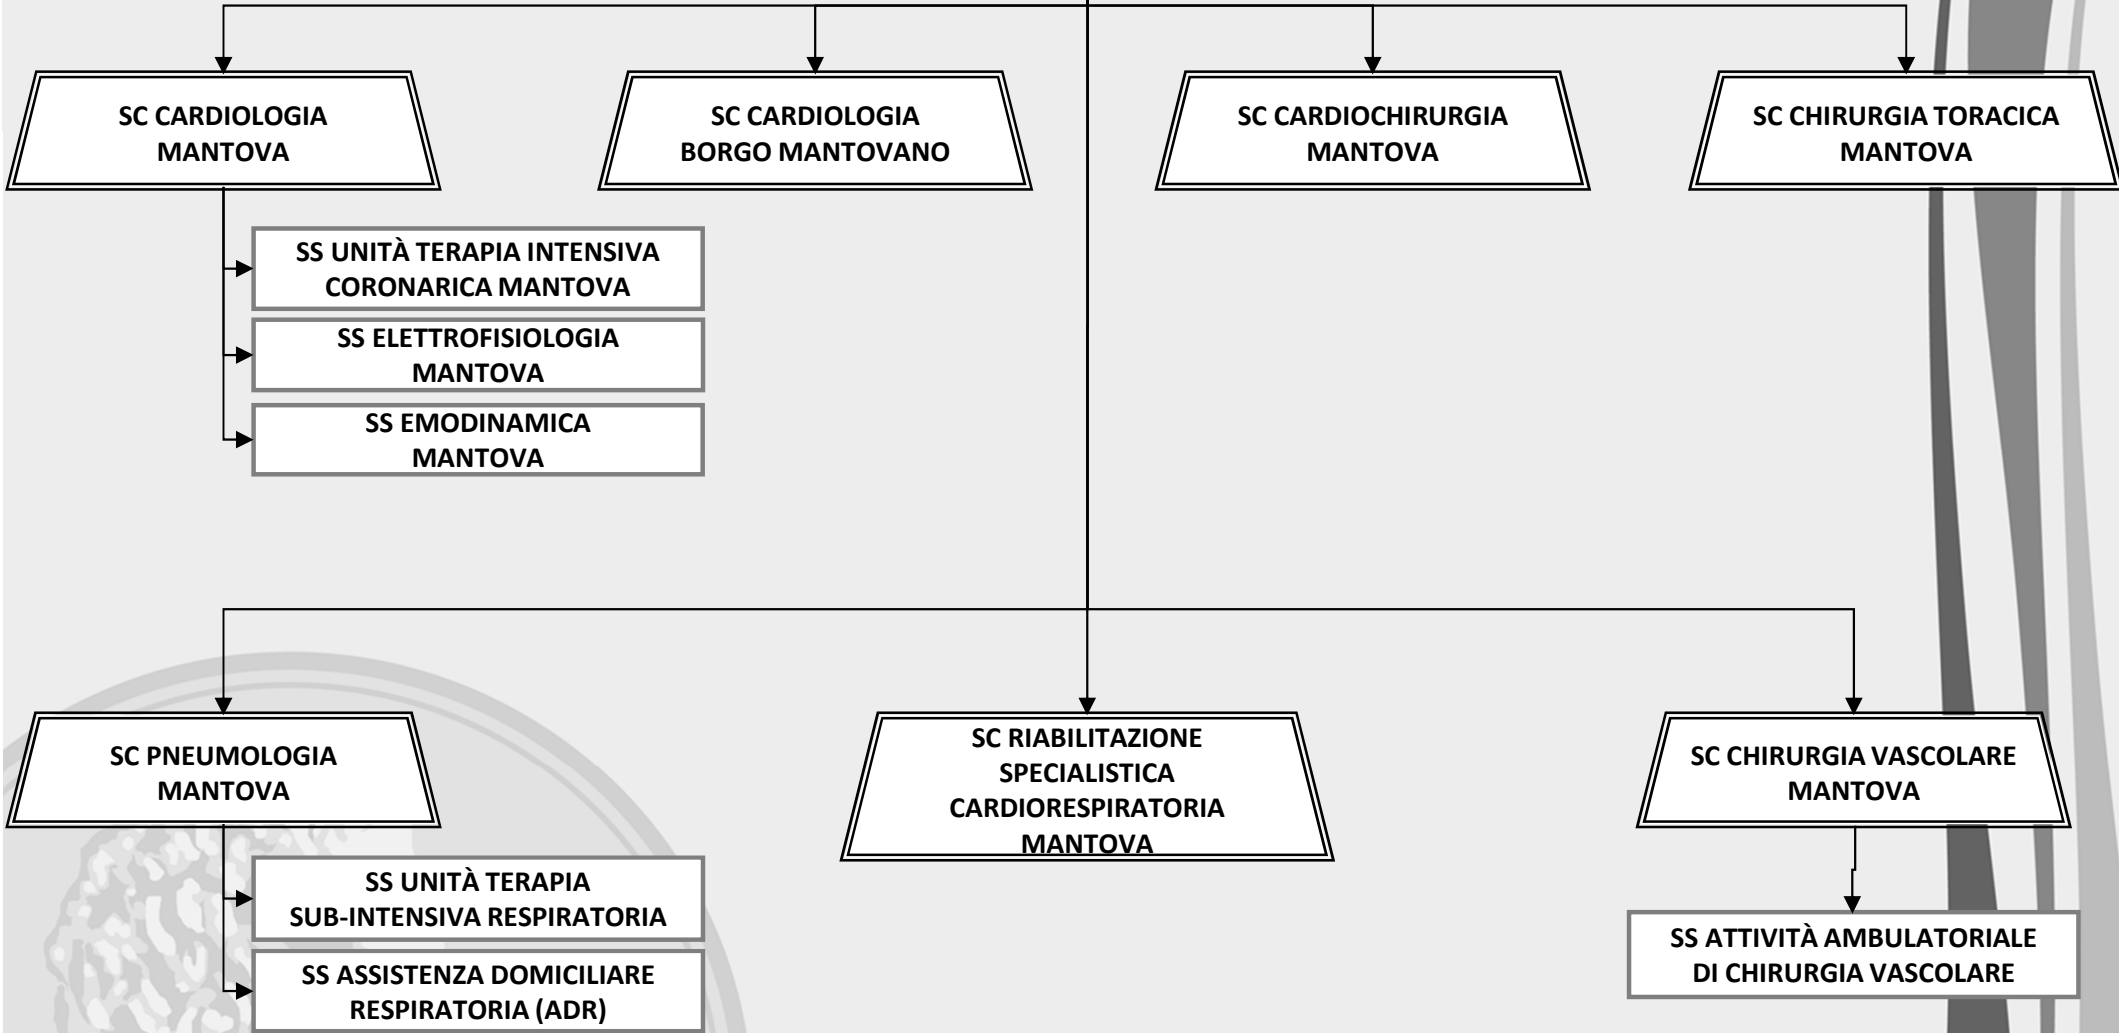 SC CARDIOLOGIA
MANTOVA
SC CARDIOLOGIA
BORGO MANTOVANO
SC CARDIOCHIRURGIA
MANTOVA
SC CHIRURGIA TORACICA
MANTOVA
SS UNITÀ TERAPIA INTENSIVA
CORONARICA MANTOVA
SS ELETTROFISIOLOGIA
MANTOVA
SS EMODINAMICA
MANTOVA
SC PNEUMOLOGIA
MANTOVA
SC RIABILITAZIONE
SPECIALISTICA
CARDIORESPIRATORIA
MANTOVA
SC CHIRURGIA VASCOLARE
MANTOVA
SS UNITÀ TERAPIA
SUB-INTENSIVA RESPIRATORIA
SS ASSISTENZA DOMICILIARE
RESPIRATORIA (ADR)
SS ATTIVITÀ AMBULATORIALE
DI CHIRURGIA VASCOLARE